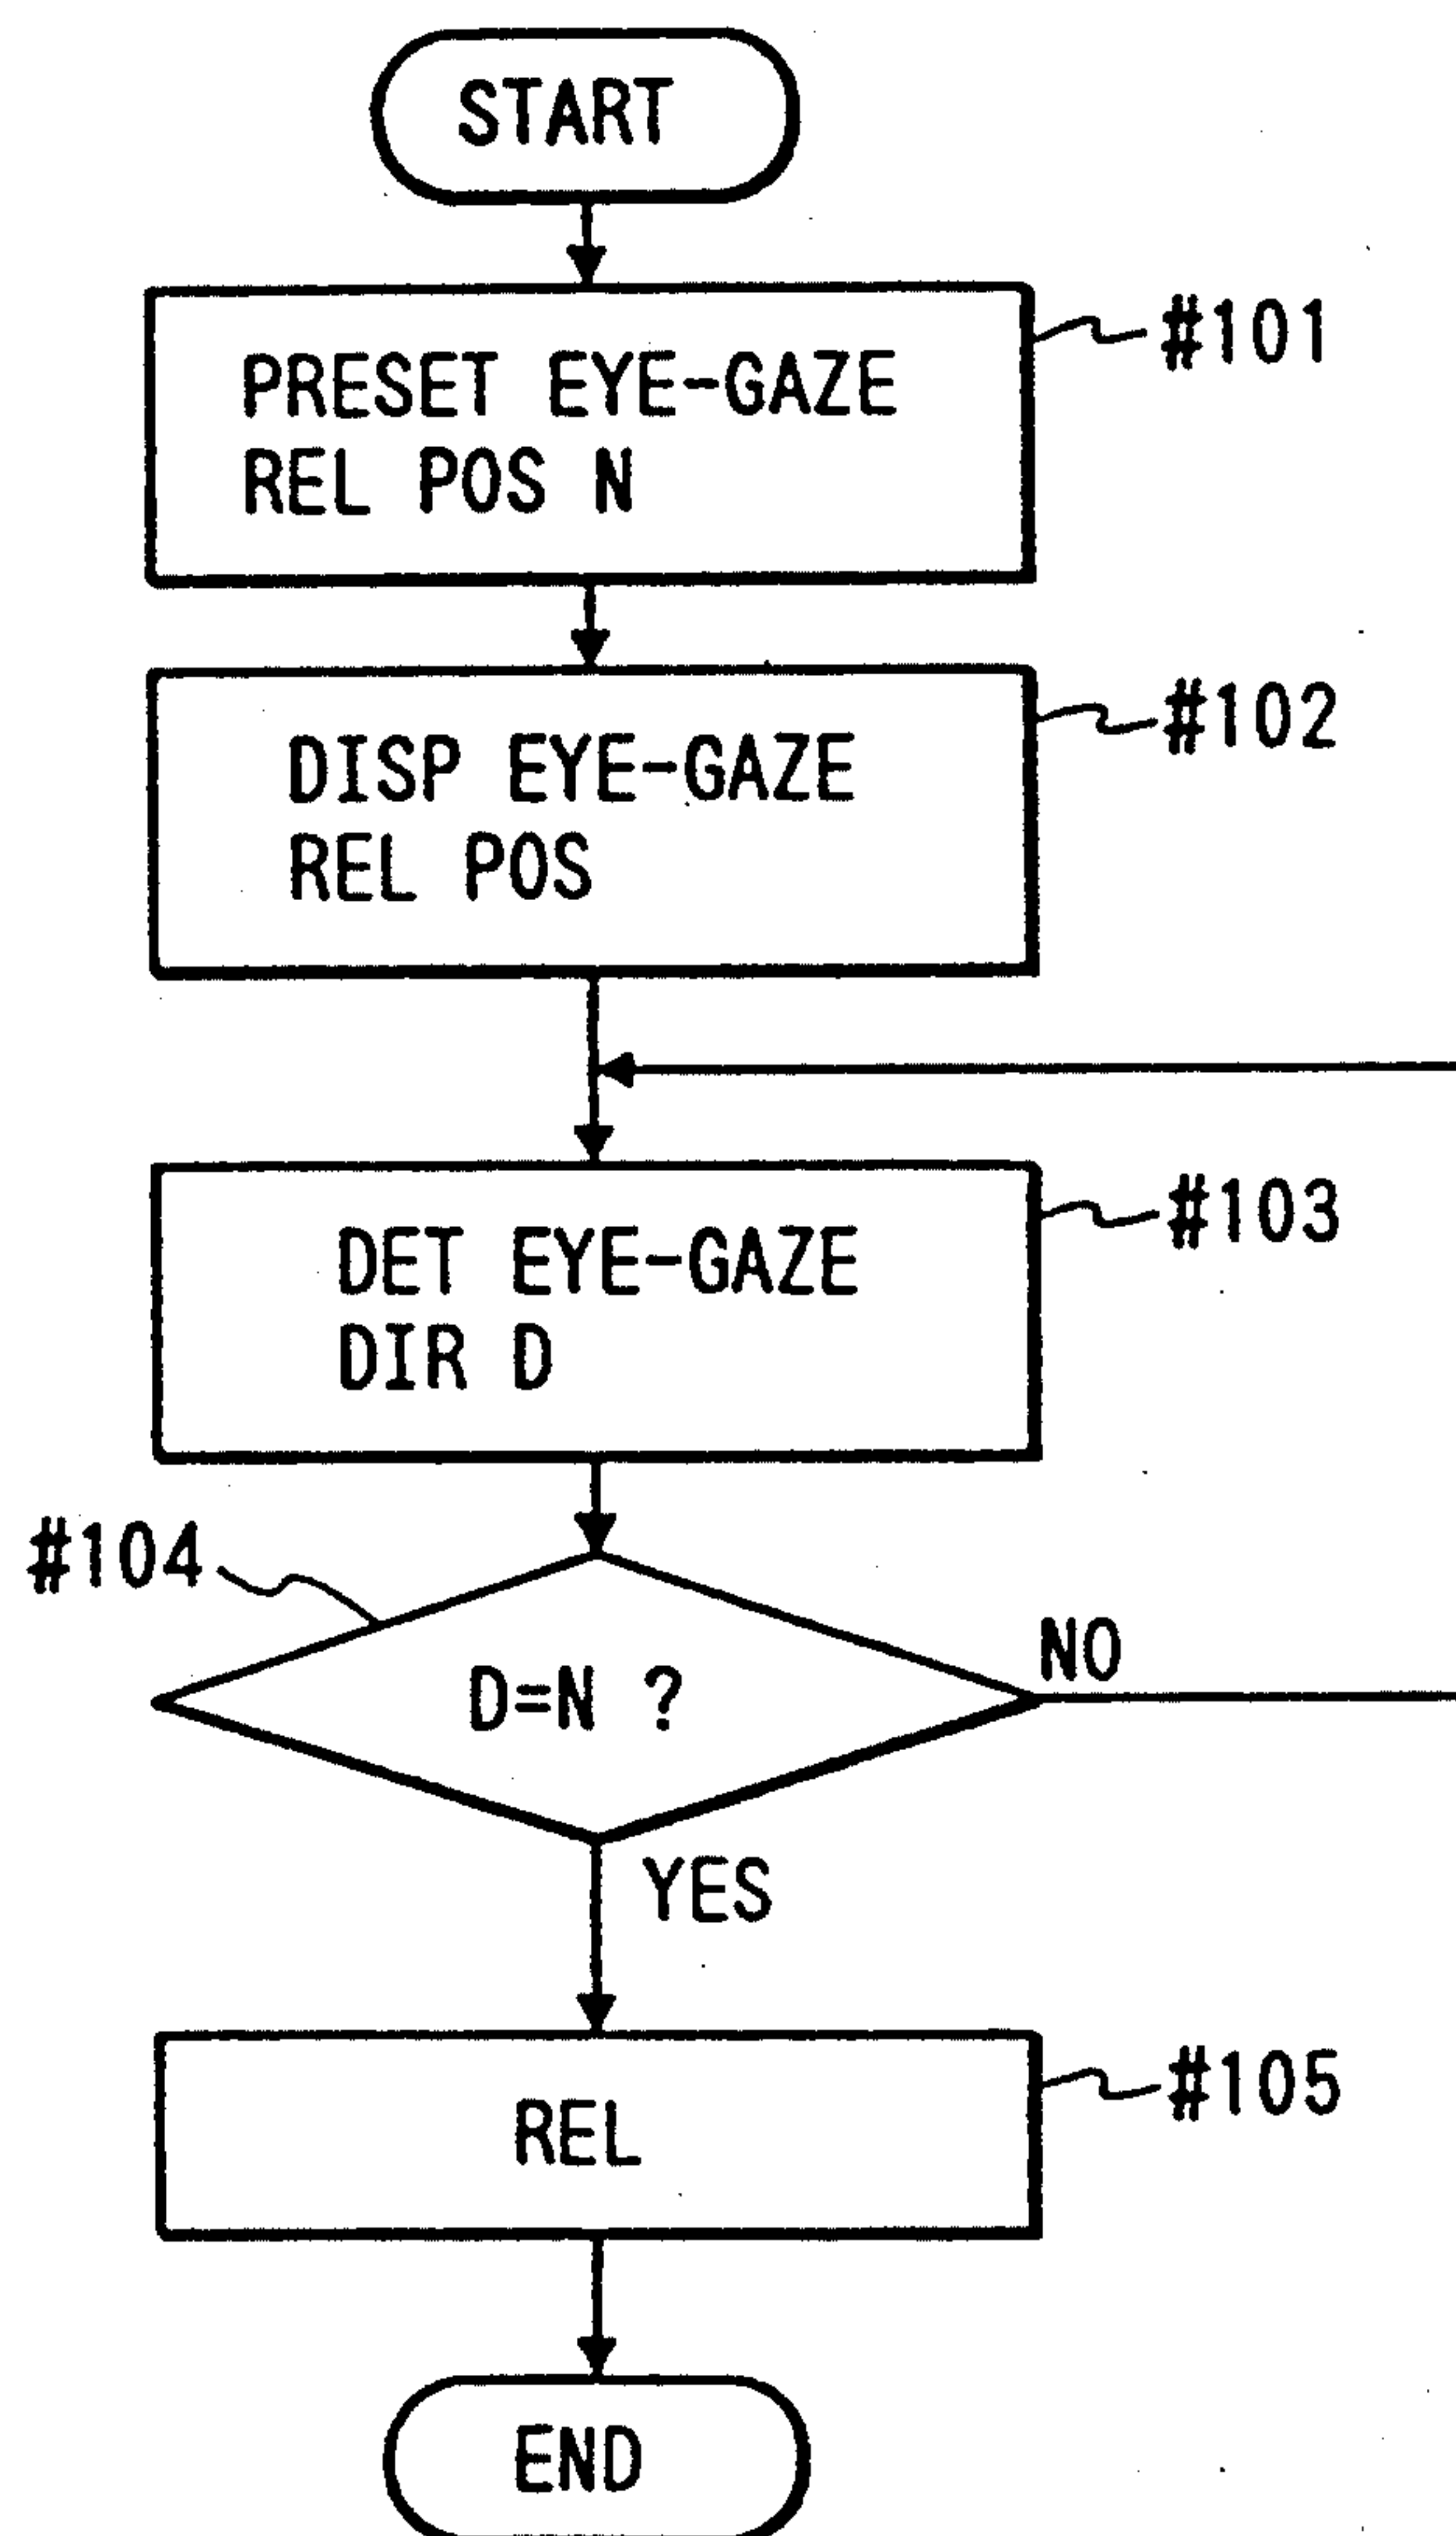 START
PRESET EYE-GAZE
REL POS N
#101
DISP EYE-GAZE
REL POS
#102
DET EYE-GAZE
DIR D
#103
#104
D=N ?
NO
YES
REL
#105
END